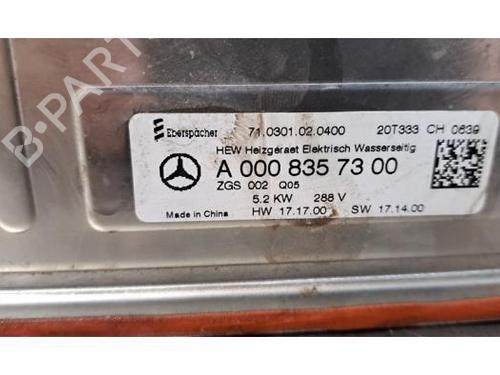 B-PARTS
Eberspächer 71.0301.02.0400 20T333 CH 0639
HEW Heizgeraet Elektrisch Wasserseitig
A 000 835 73 00
ZGS 002 Q05
5.2 KW 288 V
Made in China HW 17.17.00 SW 17.14.00